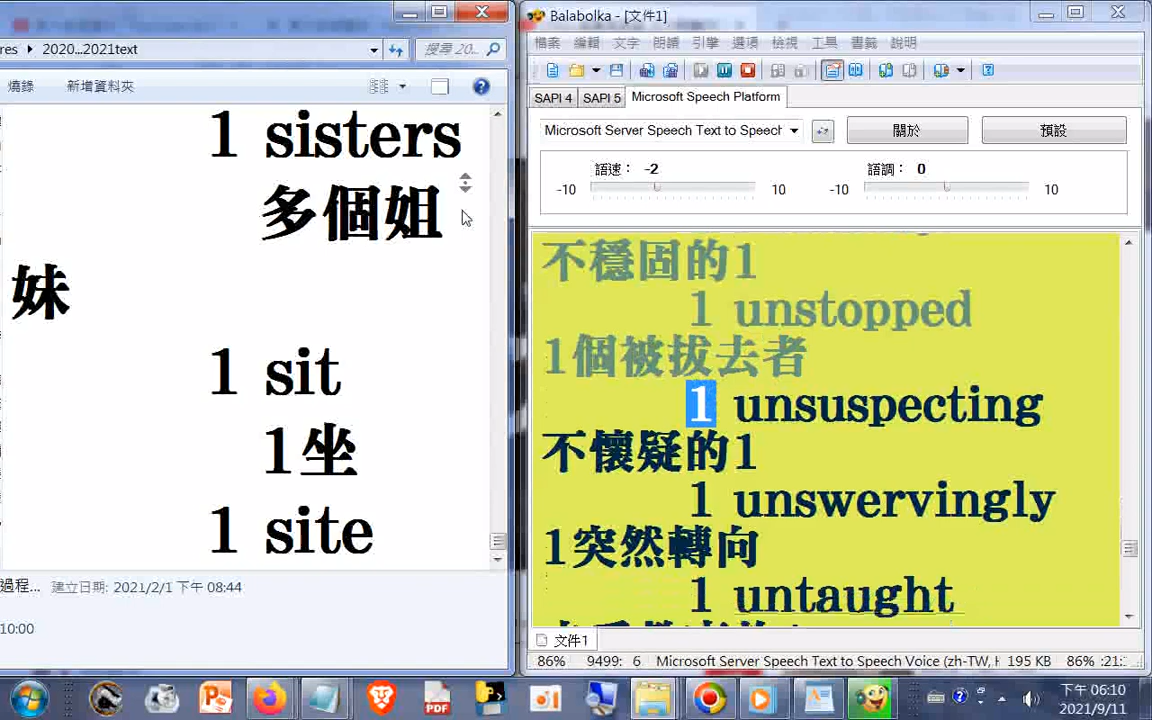 res ▸ 2020...2021text
搜尋 20...
燒錄
新增資料夾
1 sisters
多個姐
妹
1 sit
1坐
1 site
過程...
建立日期: 2021/2/1 下午 08:44
10:00
Balabolka - [文件1]
檔案 編輯 文字 朗讀 引擎 選項 檢視 工具 書籤 說明
SAPI 4
SAPI 5
Microsoft Speech Platform
Microsoft Server Speech Text to Speech
關於
預設
語速： -2
語調： 0
-10
10
-10
10
不穩固的1
1 unstopped
1個被拔去者
1 unsuspecting
不懷疑的1
1 unswervingly
1突然轉向
1 untaught
文件1
86%
9499: 6
Microsoft Server Speech Text to Speech Voice (zh-TW, H
195 KB
86%
PDF
下午 06:10
2021/9/11